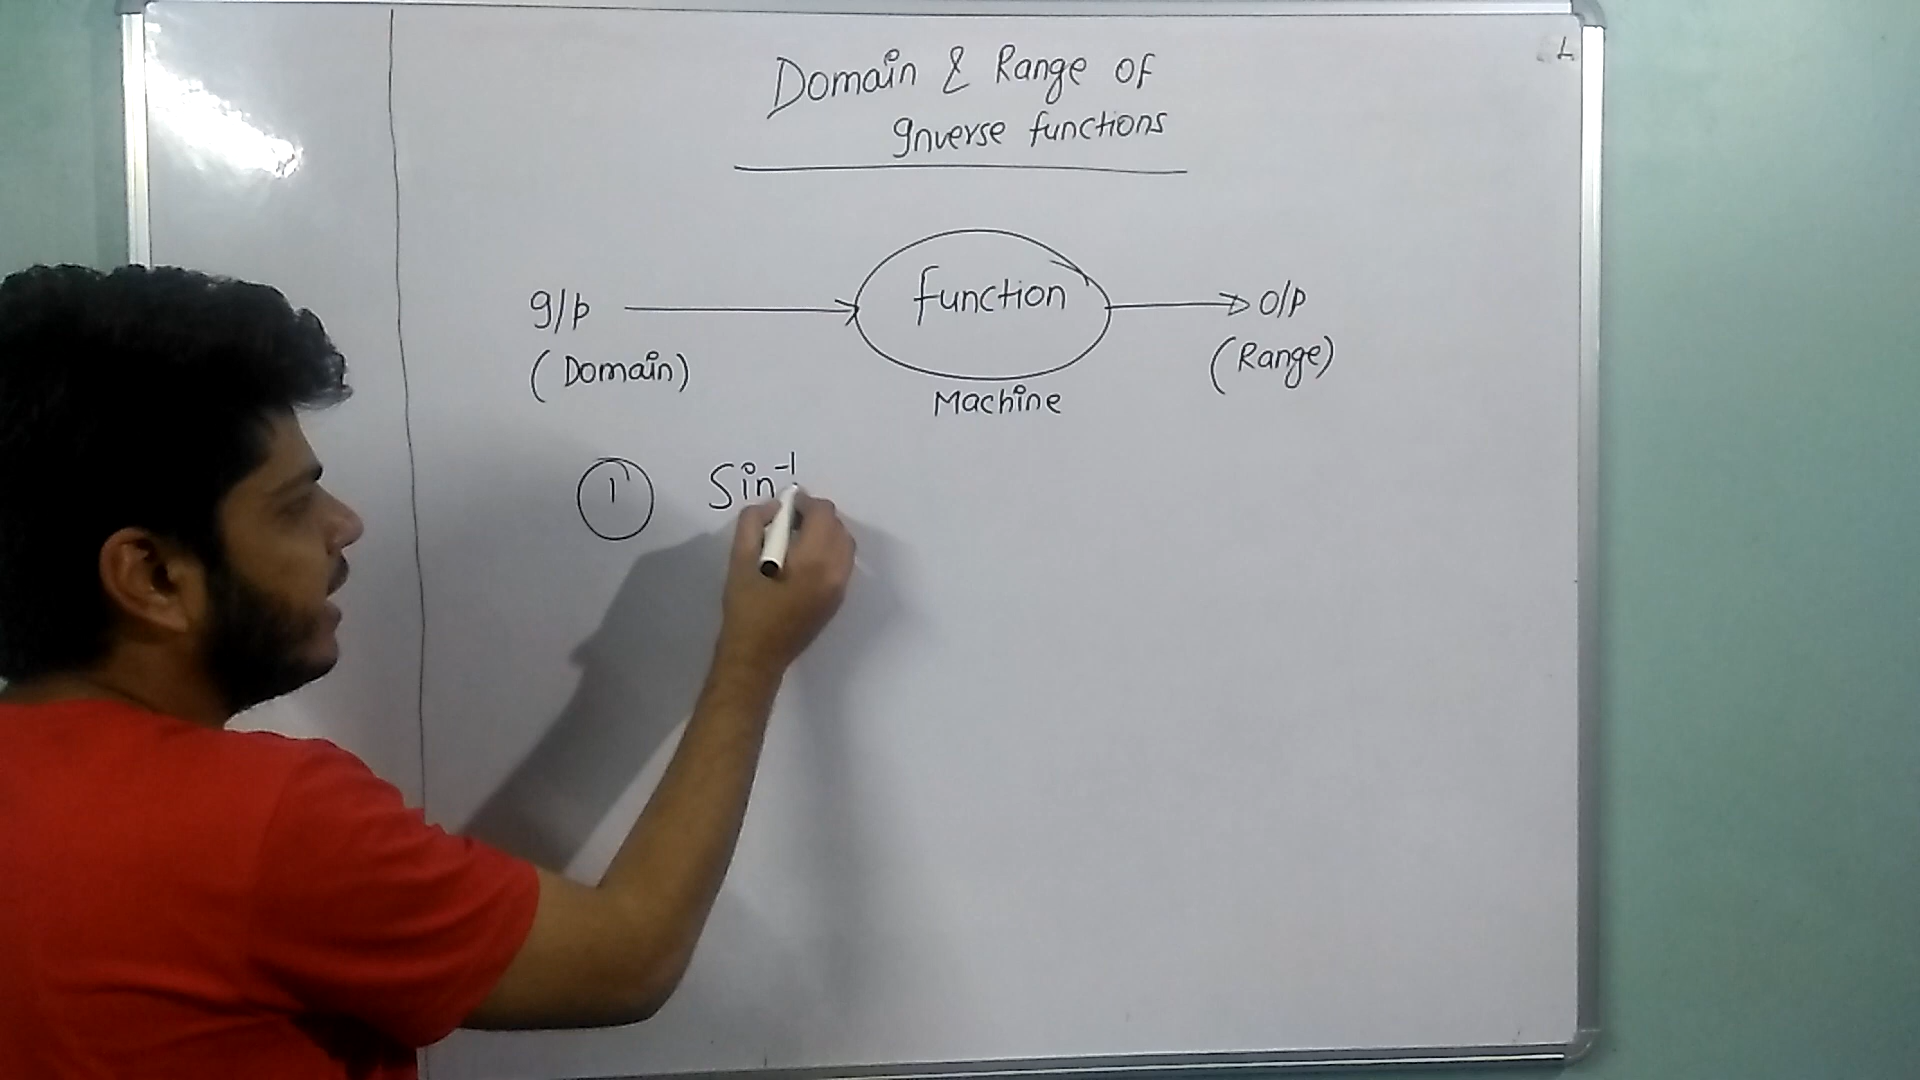 Domain & Range of
Inverse functions
I/p
function
O/p
(Domain)
(Range)
Machine
1
Sin⁻¹